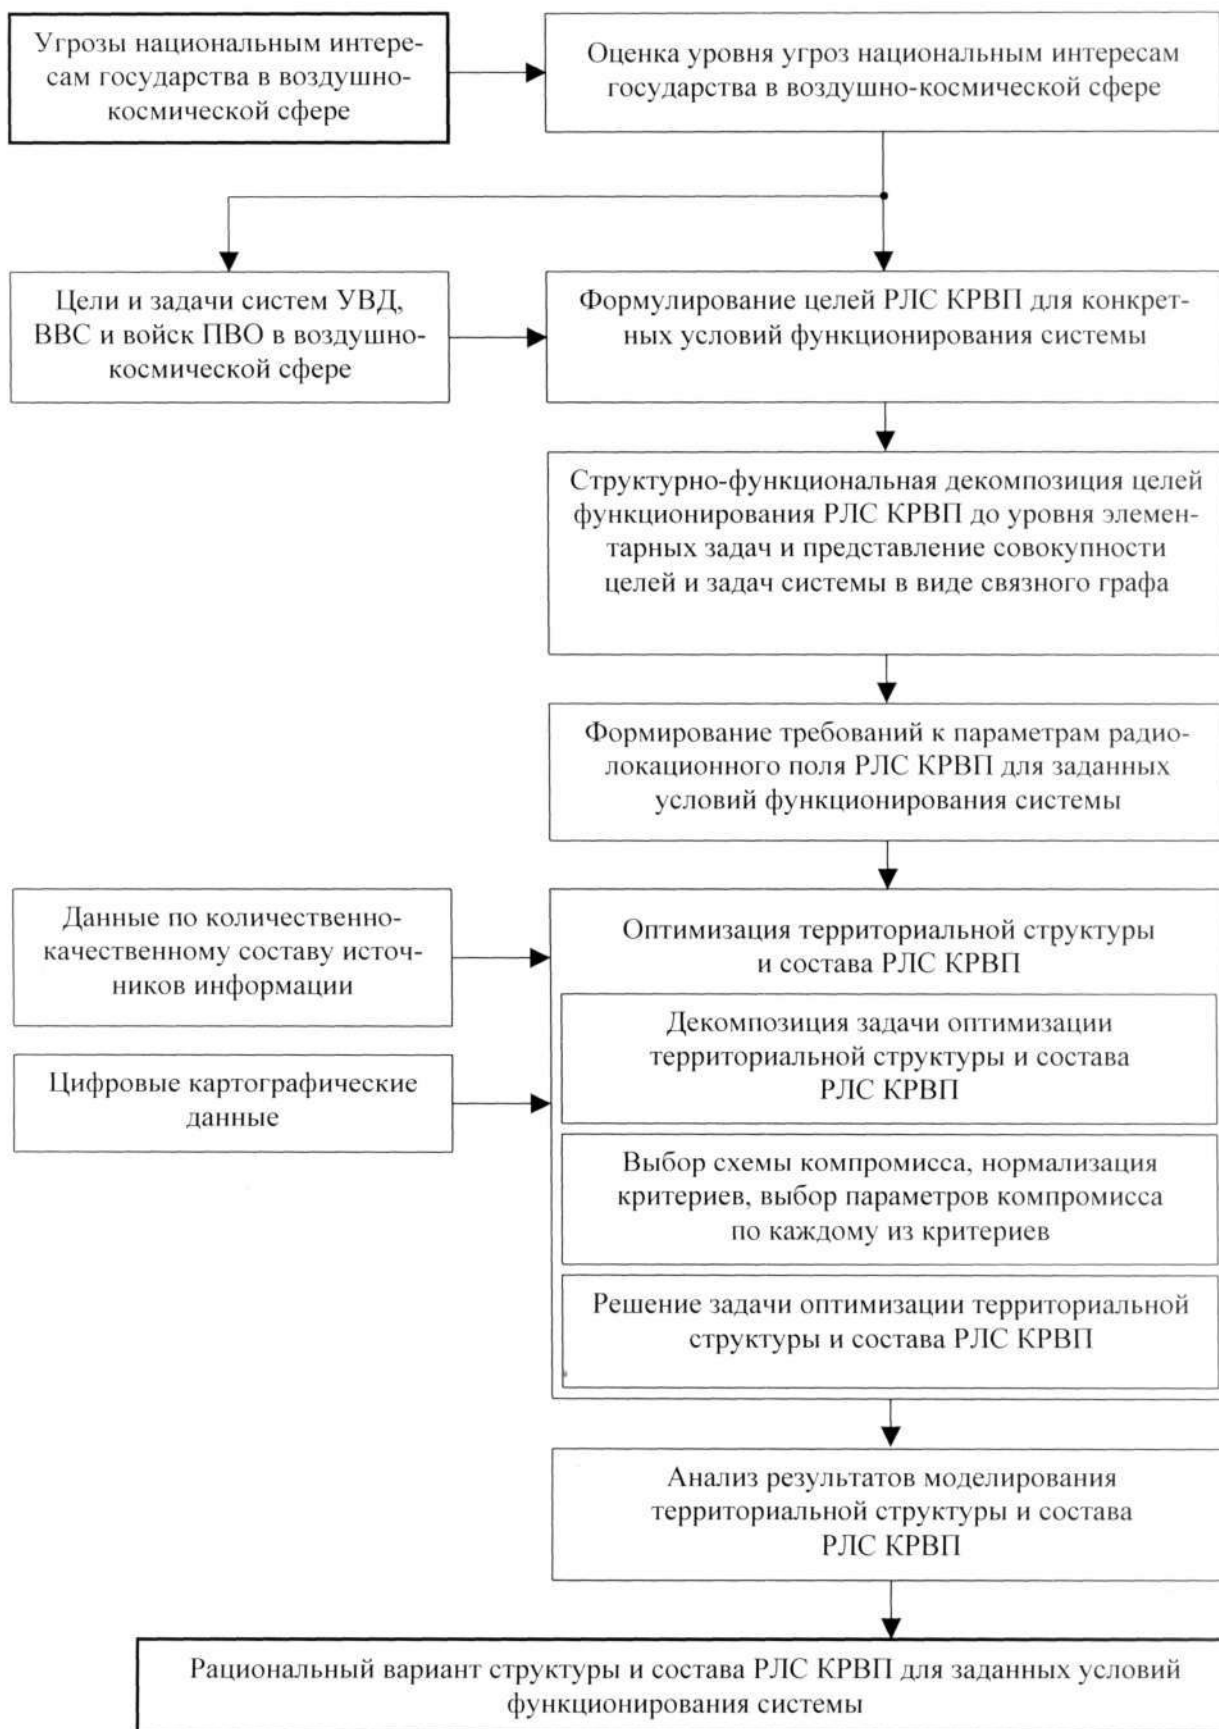 Угрозы национальным интере-
сам государства в воздушно-
космической сфере
Оценка уровня угроз национальным интересам
государства в воздушно-космической сфере
Цели и задачи систем УВД,
ВВС и войск ПВО в воздушно-
космической сфере
Формулирование целей РЛС КРВП для конкрет-
ных условий функционирования системы
Структурно-функциональная декомпозиция целей
функционирования РЛС КРВП до уровня элемен-
тарных задач и представление совокупности
целей и задач системы в виде связного графа
Формирование требований к параметрам радио-
локационного поля РЛС КРВП для заданных
условий функционирования системы
Данные по количественно-
качественному составу источ-
ников информации
Цифровые картографические
данные
Оптимизация территориальной структуры
и состава РЛС КРВП
Декомпозиция задачи оптимизации
территориальной структуры и состава
РЛС КРВП
Выбор схемы компромисса, нормализация
критериев, выбор параметров компромисса
по каждому из критериев
Решение задачи оптимизации территориальной
структуры и состава РЛС КРВП
Анализ результатов моделирования
территориальной структуры и состава
РЛС КРВП
Рациональный вариант структуры и состава РЛС КРВП для заданных условий
функционирования системы